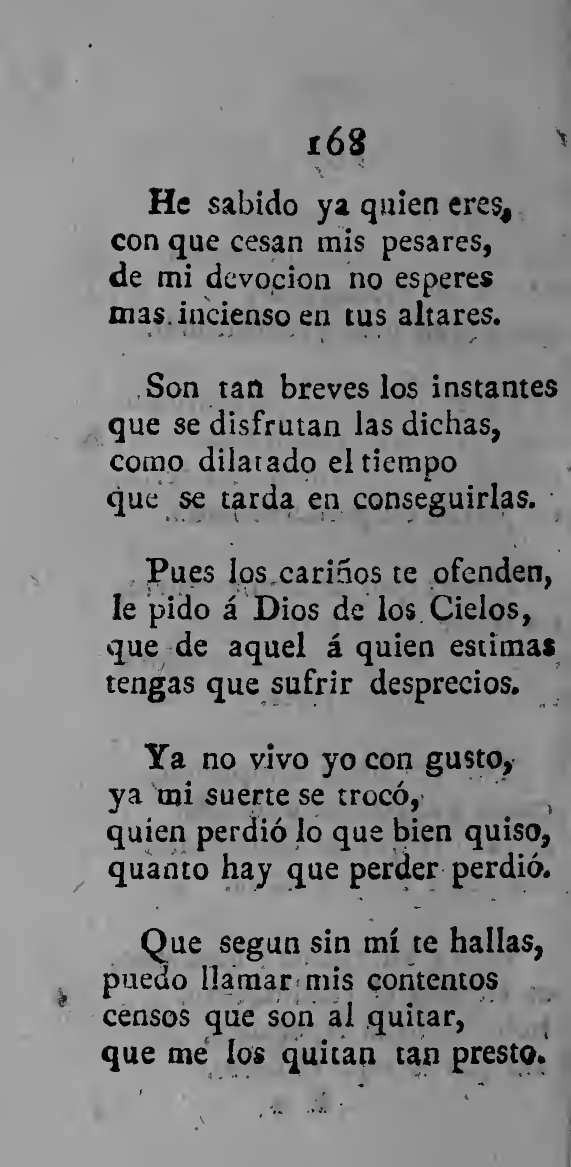 168
He sabido ya quien eres,
con que cesan mis pesares,
de mi devocion no esperes
mas incienso en tus altares.
Son tan breves los instantes
que se disfrutan las dichas,
como dilatado el tiempo
que se tarda en conseguirlas.
Pues los cariños te ofenden,
le pido á Dios de los Cielos,
que de aquel á quien estimas
tengas que sufrir desprecios.
Ya no vivo yo con gusto,
ya mi suerte se trocó,
quien perdió lo que bien quiso,
quanto hay que perder perdió.
Que segun sin mí te hallas,
puedo llamar mis contentos
censos que son al quitar,
que me los quitan tan presto.